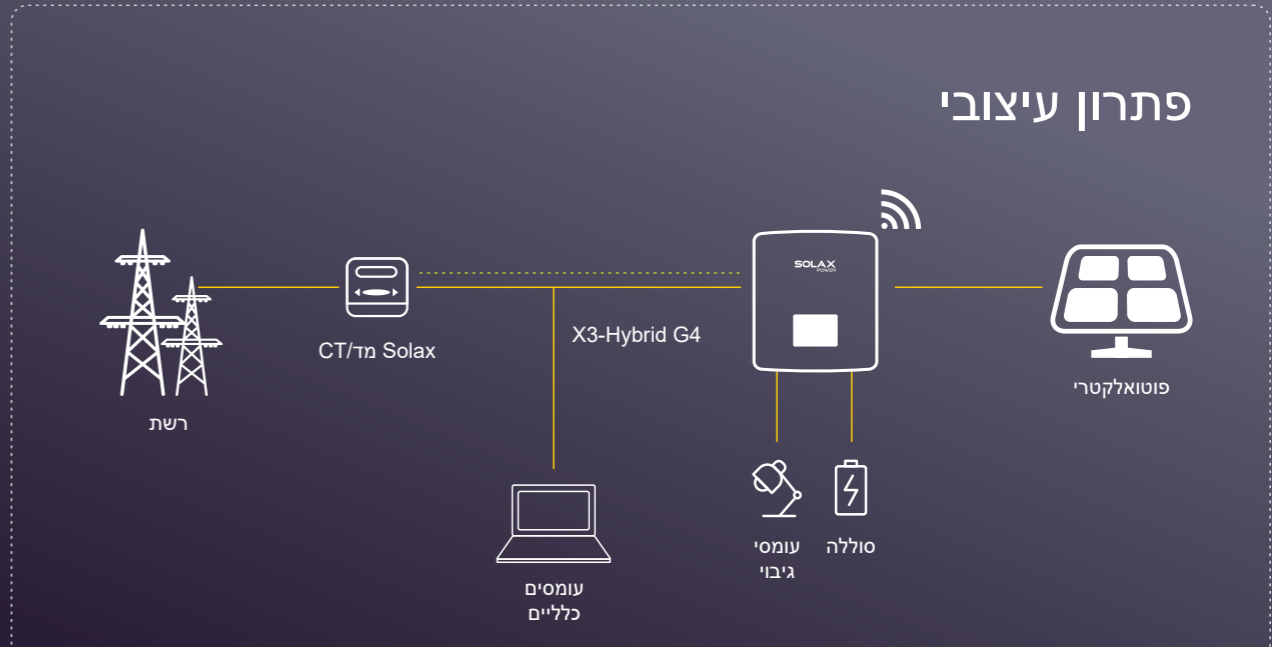 פתרון עיצובי
SOLAX
POWER
X3-Hybrid G4
Solax מד/CT
פוטואלקטרי
רשת
סוללה
עומסי
גיבוי
עומסים
כלליים